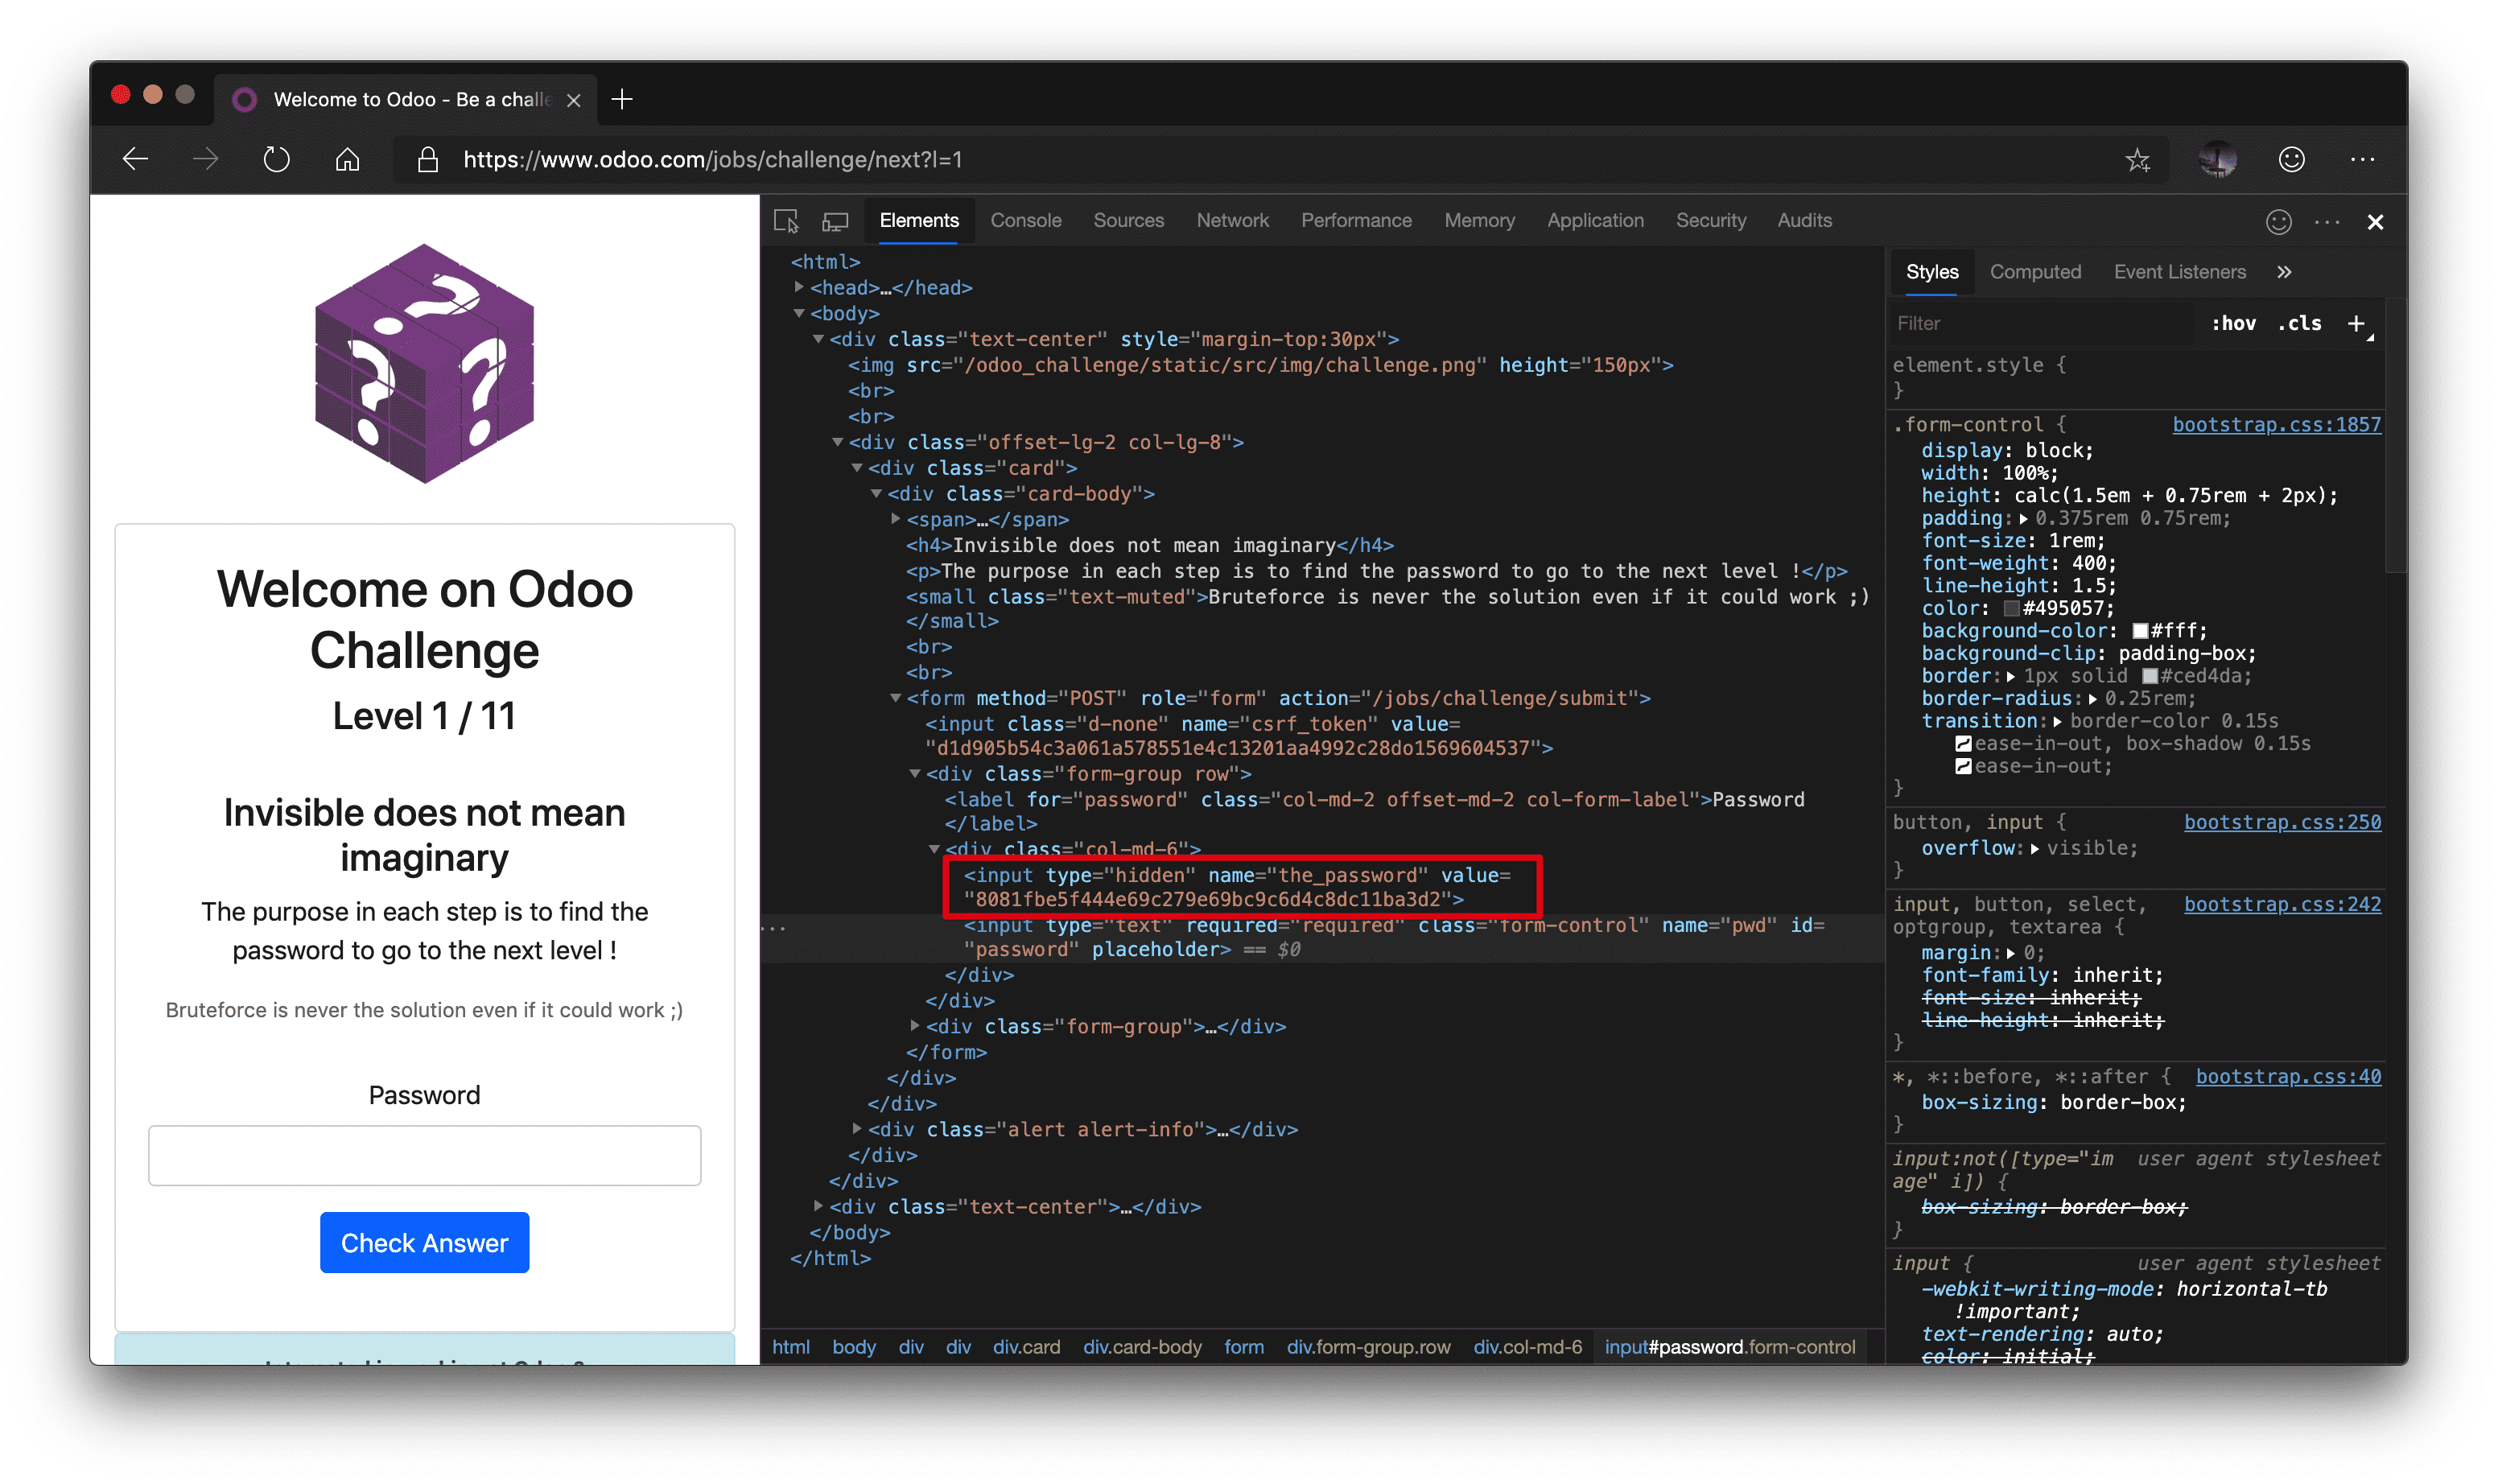 Welcome to Odoo - Be a challe
https://www.odoo.com/jobs/challenge/next?l=1
Welcome on Odoo
Challenge
Level 1 / 11
Invisible does not mean
imaginary
The purpose in each step is to find the
password to go to the next level !
Bruteforce is never the solution even if it could work ;)
Password
Check Answer
Elements Console Sources Network Performance Memory Application Security Audits
<html>
<head>…</head>
<body>
<div class="text-center" style="margin-top:30px">
<img src="/odoo_challenge/static/src/img/challenge.png" height="150px">
<br>
<br>
<div class="offset-lg-2 col-lg-8">
<div class="card">
<div class="card-body">
<span>…</span>
<h4>Invisible does not mean imaginary</h4>
<p>The purpose in each step is to find the password to go to the next level !</p>
<small class="text-muted">Bruteforce is never the solution even if it could work ;)
</small>
<br>
<br>
<form method="POST" role="form" action="/jobs/challenge/submit">
<input class="d-none" name="csrf_token" value=
"d1d905b54c3a061a578551e4c13201aa4992c28do1569604537">
<div class="form-group row">
<label for="password" class="col-md-2 offset-md-2 col-form-label">Password
</label>
<div class="col-md-6">
<input type="hidden" name="the_password" value=
"8081fbe5f444e69c279e69bc9c6d4c8dc11ba3d2">
<input type="text" required="required" class="form-control" name="pwd" id=
"password" placeholder> == $0
</div>
</div>
<div class="form-group">…</div>
</form>
</div>
</div>
<div class="alert alert-info">…</div>
</div>
</div>
<div class="text-center">…</div>
</body>
</html>
html body div div div.card div.card-body form div.form-group.row div.col-md-6 input#password.form-control
Styles Computed Event Listeners »
Filter :hov .cls +
element.style {
}
.form-control { bootstrap.css:1857
display: block;
width: 100%;
height: calc(1.5em + 0.75rem + 2px);
padding: 0.375rem 0.75rem;
font-size: 1rem;
font-weight: 400;
line-height: 1.5;
color: #495057;
background-color: #fff;
background-clip: padding-box;
border: 1px solid #ced4da;
border-radius: 0.25rem;
transition: border-color 0.15s
ease-in-out, box-shadow 0.15s
ease-in-out;
}
button, input { bootstrap.css:250
overflow: visible;
}
input, button, select, bootstrap.css:242
optgroup, textarea {
margin: 0;
font-family: inherit;
font-size: inherit;
line-height: inherit;
}
*, *::before, *::after { bootstrap.css:40
box-sizing: border-box;
}
input:not([type="im user agent stylesheet
age" i]) {
box-sizing: border-box;
}
input { user agent stylesheet
-webkit-writing-mode: horizontal-tb
!important;
text-rendering: auto;
color: initial;